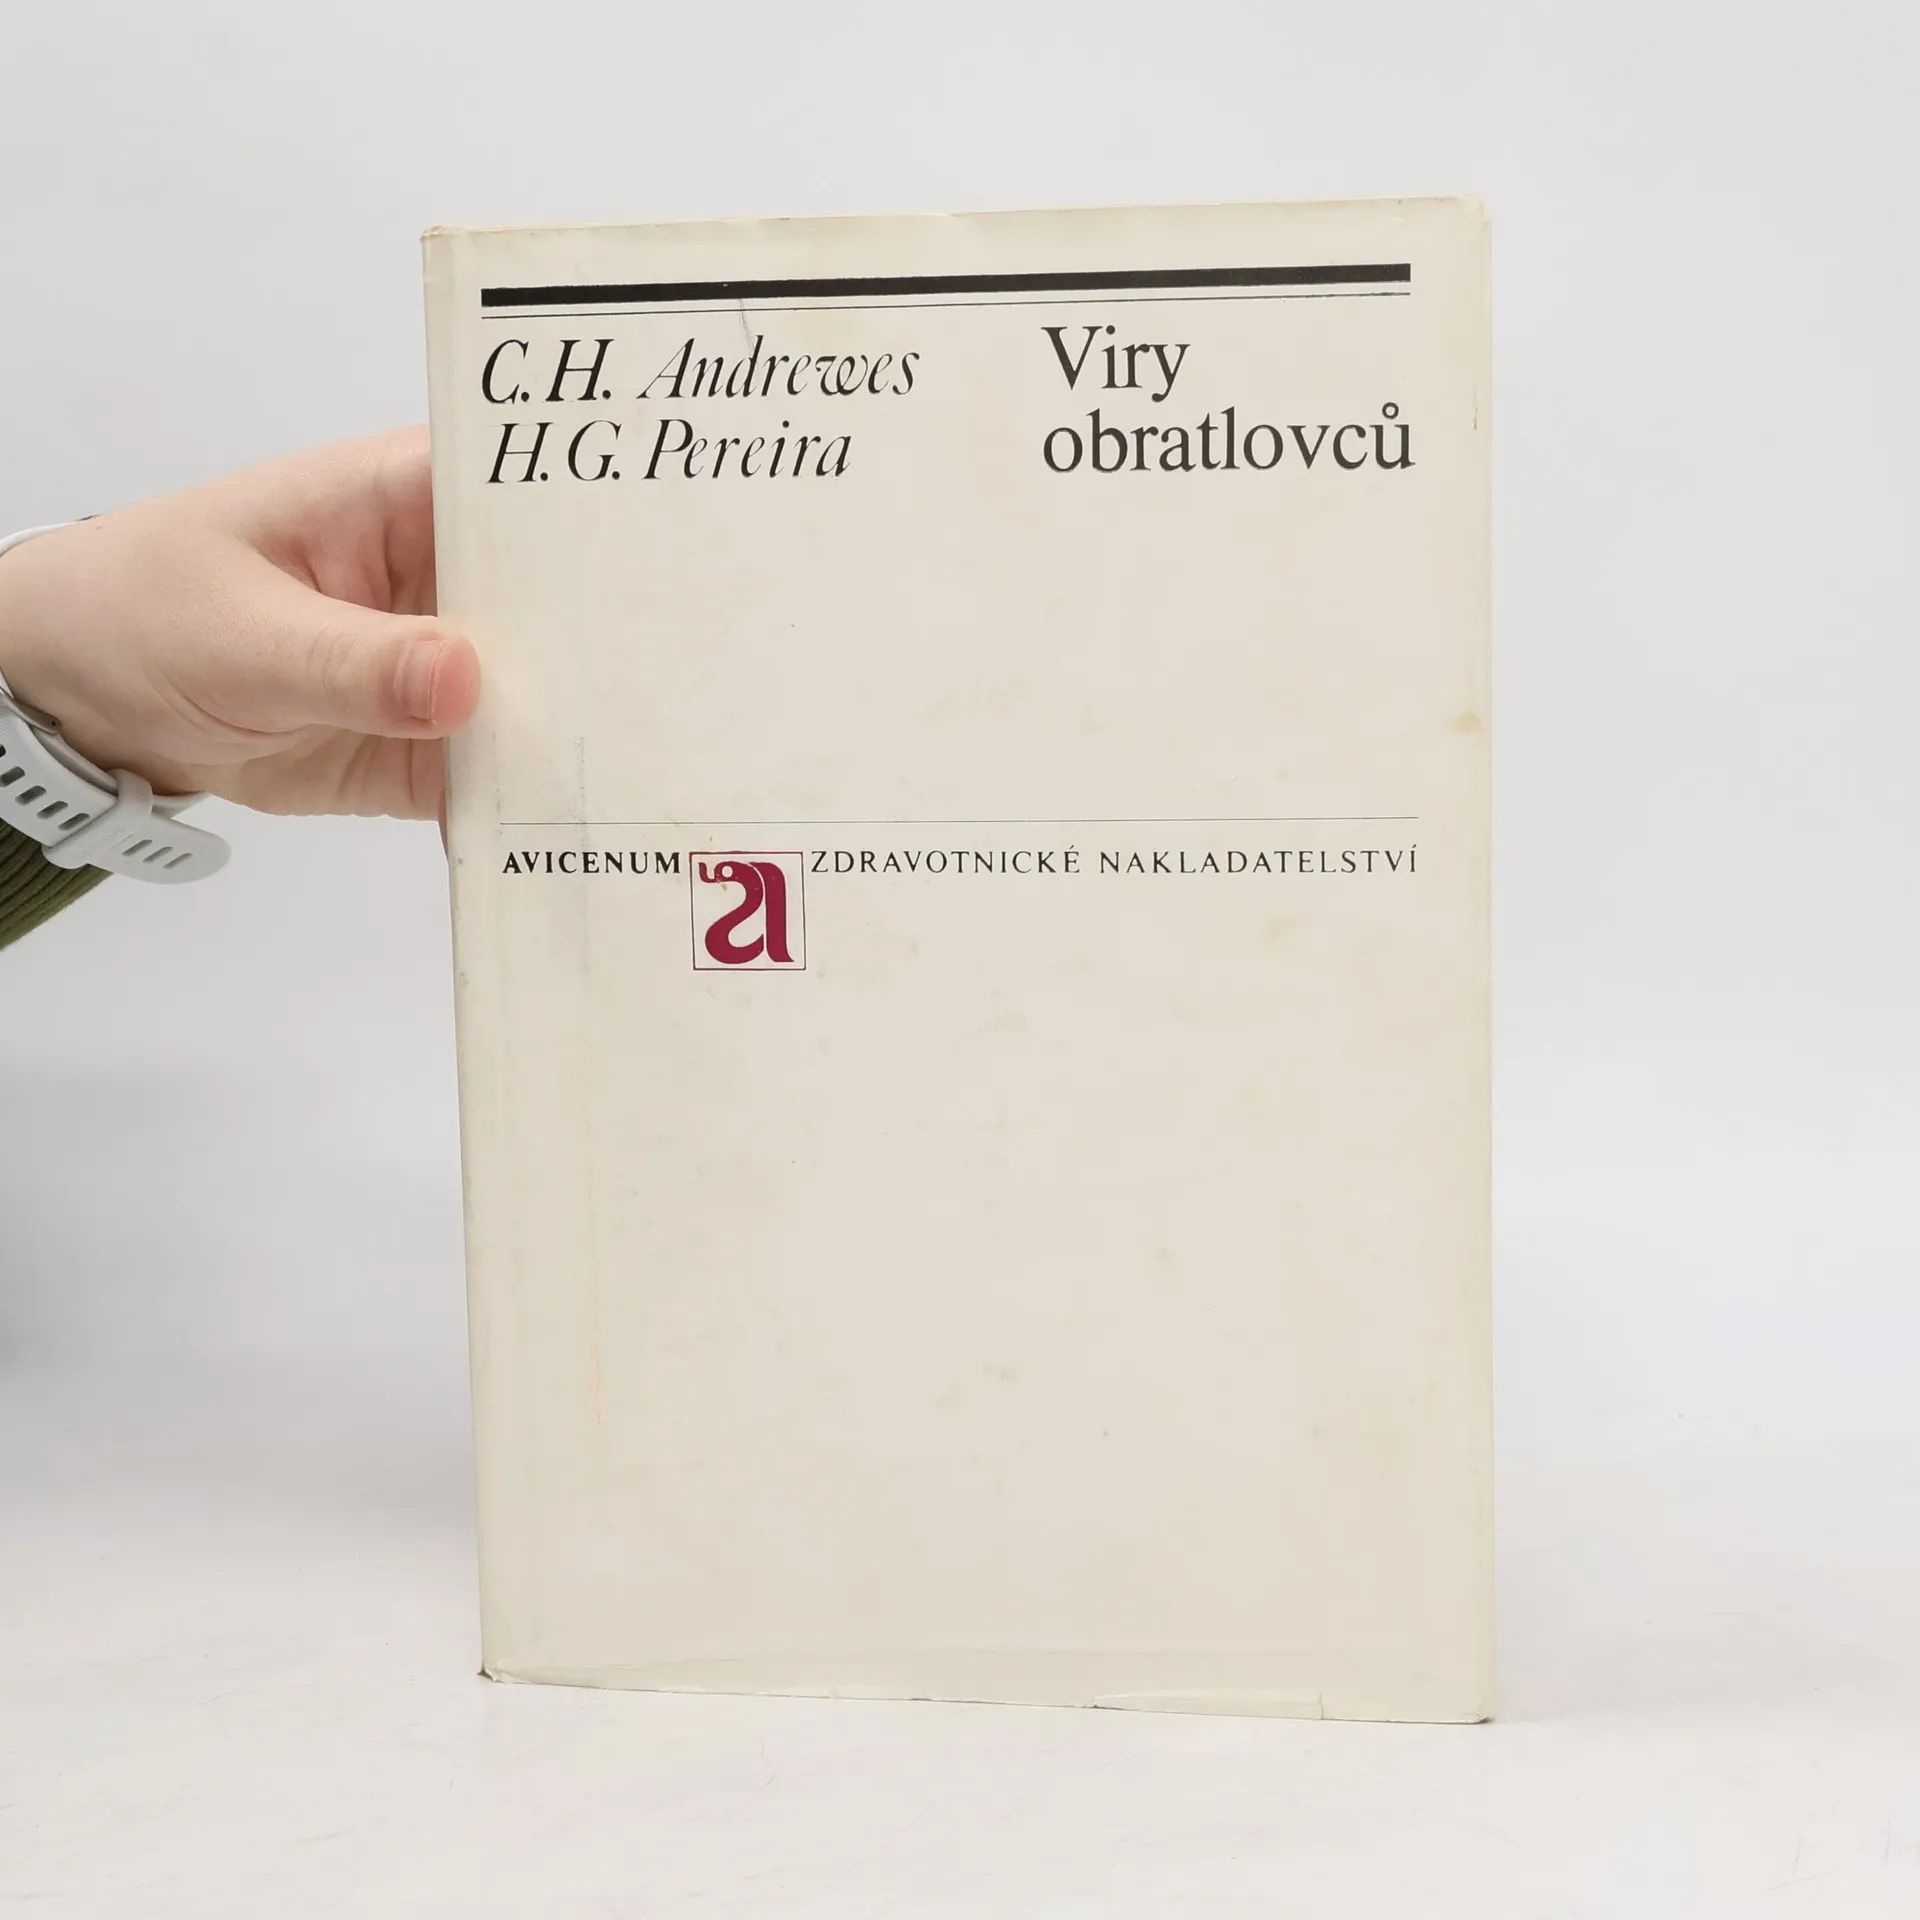 C. H. Andrewes
H. G. Pereira
Viry
obratlovců
AVICENUM ZDRAVOTNICKÉ NAKLADATELSTVÍ